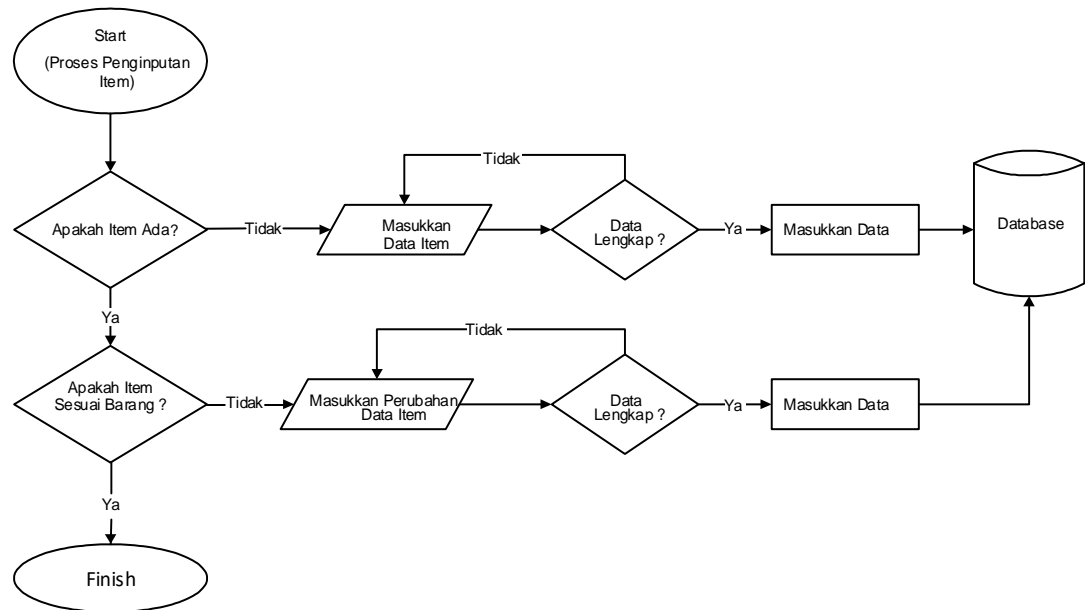 Start
(Proses Penginputan
Item)
Tidak
Apakah Item Ada?
Tidak
Masukkan
Data Item
Data
Lengkap ?
Ya
Masukkan Data
Database
Ya
Tidak
Apakah Item
Sesuai Barang ?
Tidak
Masukkan Perubahan
Data Item
Data
Lengkap ?
Ya
Masukkan Data
Ya
Finish